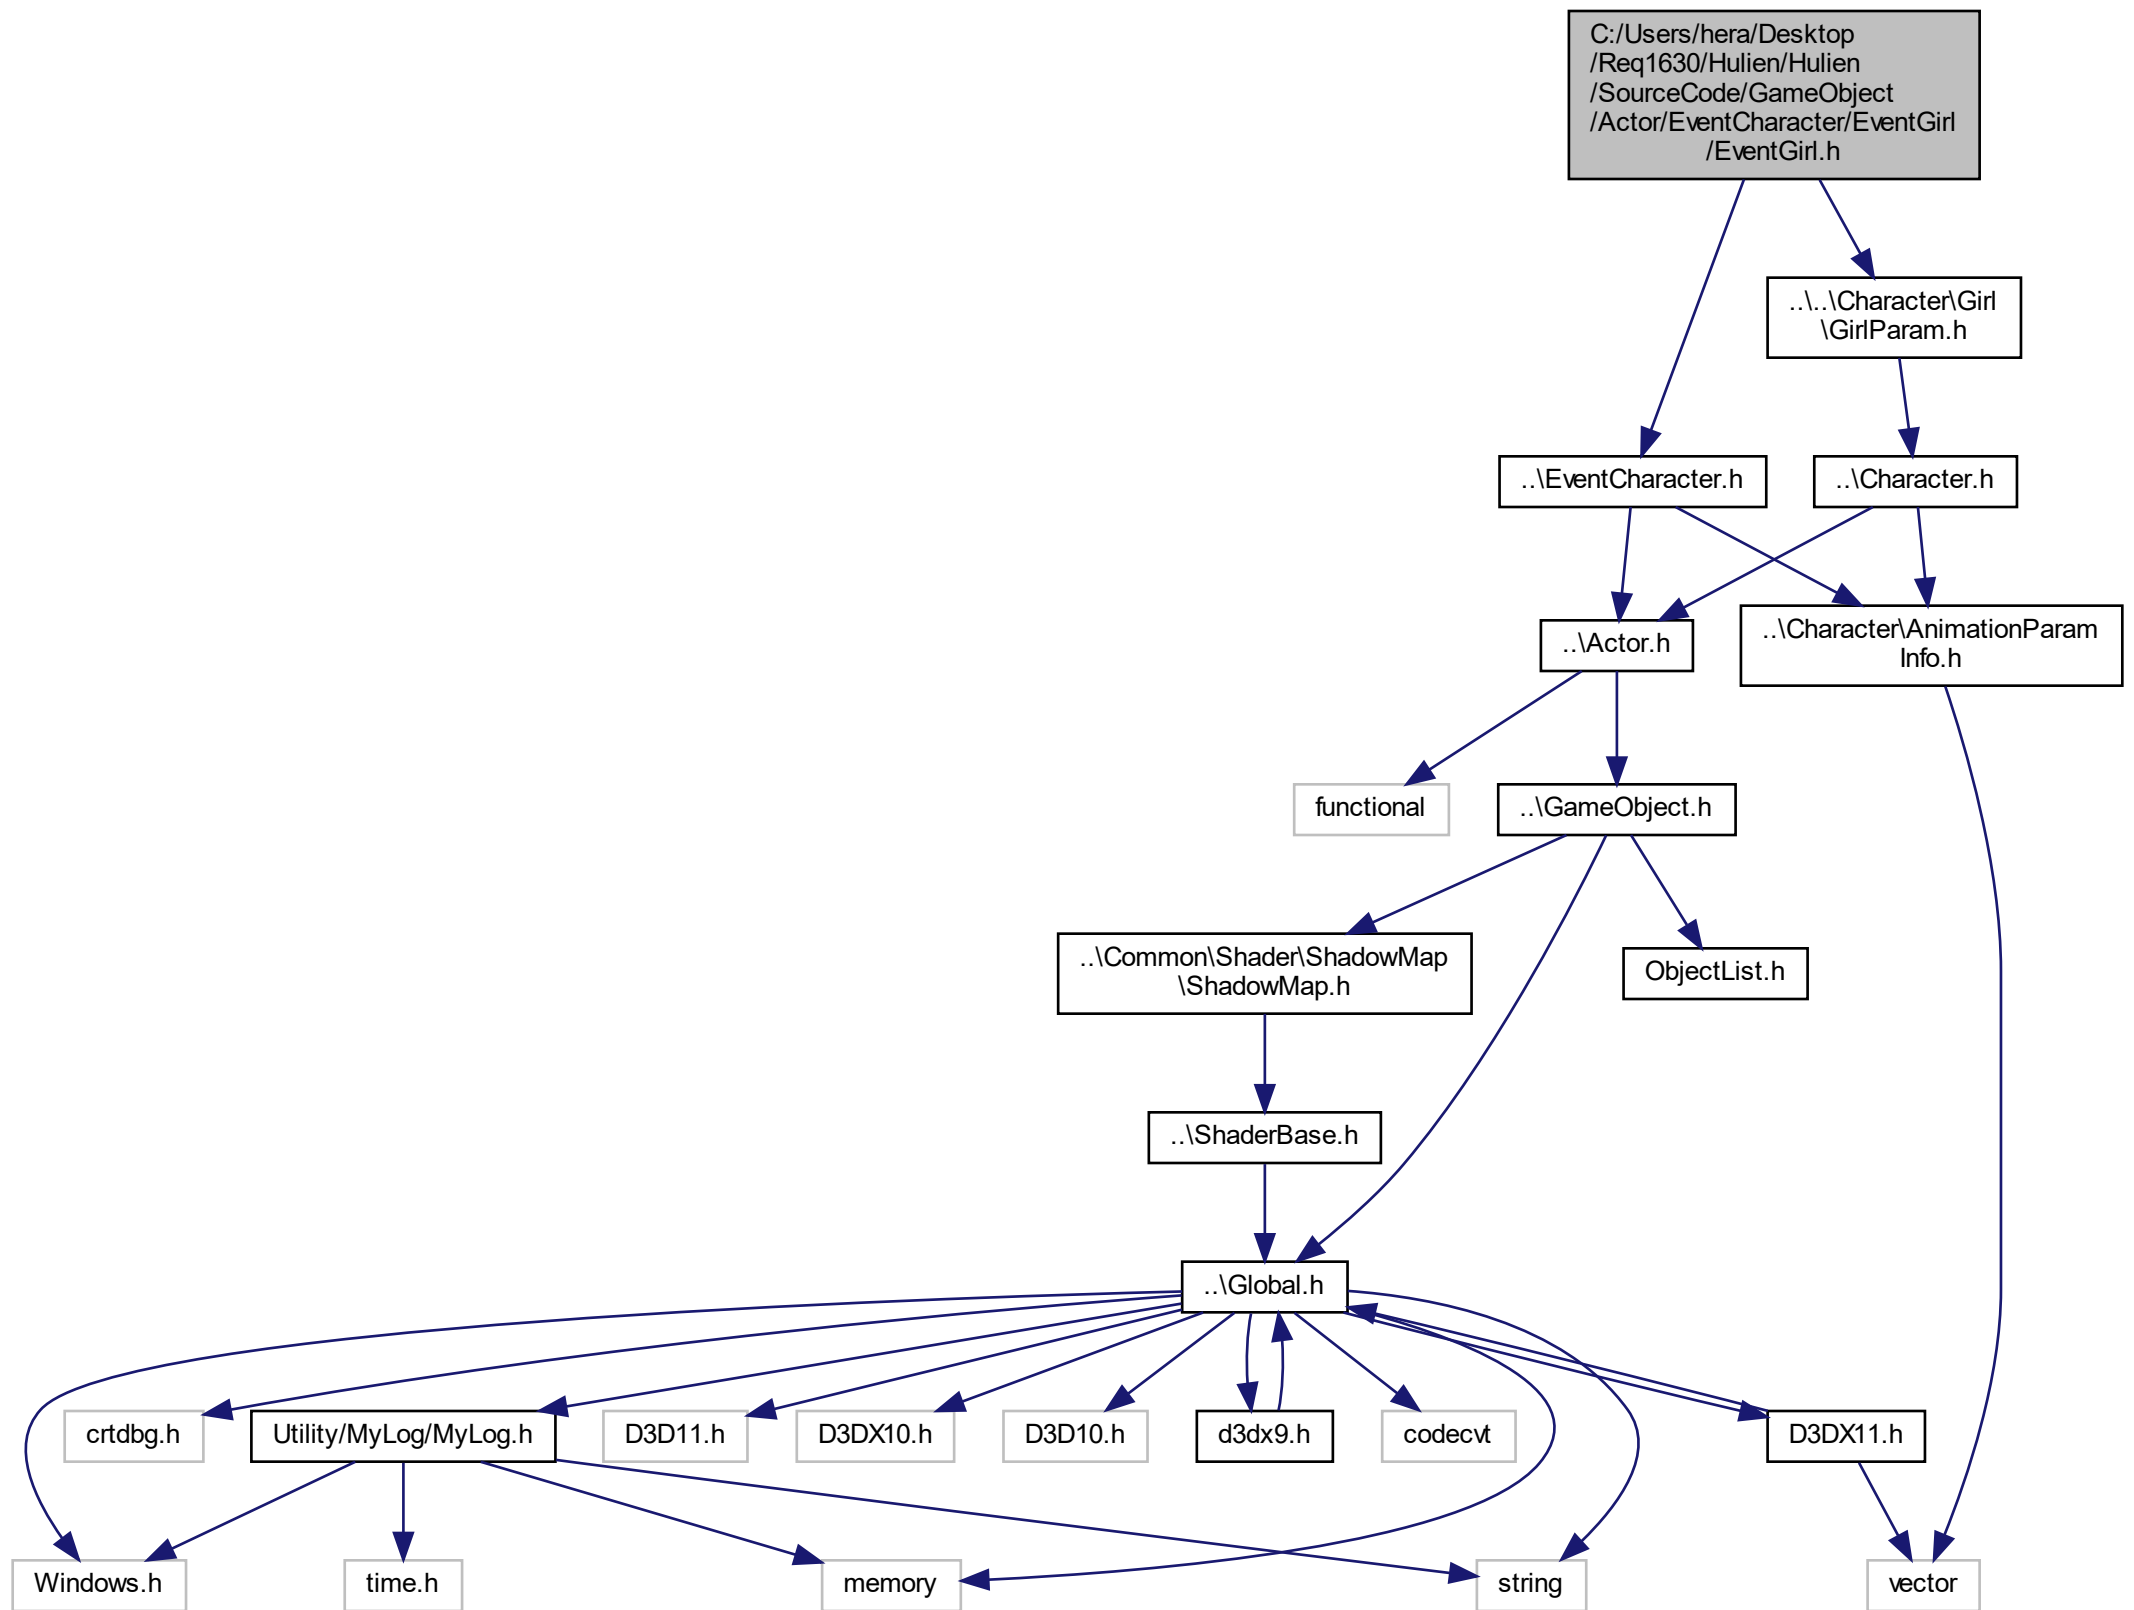 C:/Users/hera/Desktop
/Req1630/Hulien/Hulien
/SourceCode/GameObject
/Actor/EventCharacter/EventGirl
/EventGirl.h
..\..\Character\Girl
\GirlParam.h
..\EventCharacter.h
..\Character.h
..\Actor.h
..\Character\AnimationParam
Info.h
functional
..\GameObject.h
..\Common\Shader\ShadowMap
\ShadowMap.h
ObjectList.h
..\ShaderBase.h
..\Global.h
crtdbg.h
Utility/MyLog/MyLog.h
D3D11.h
D3DX10.h
D3D10.h
d3dx9.h
codecvt
D3DX11.h
Windows.h
time.h
memory
string
vector